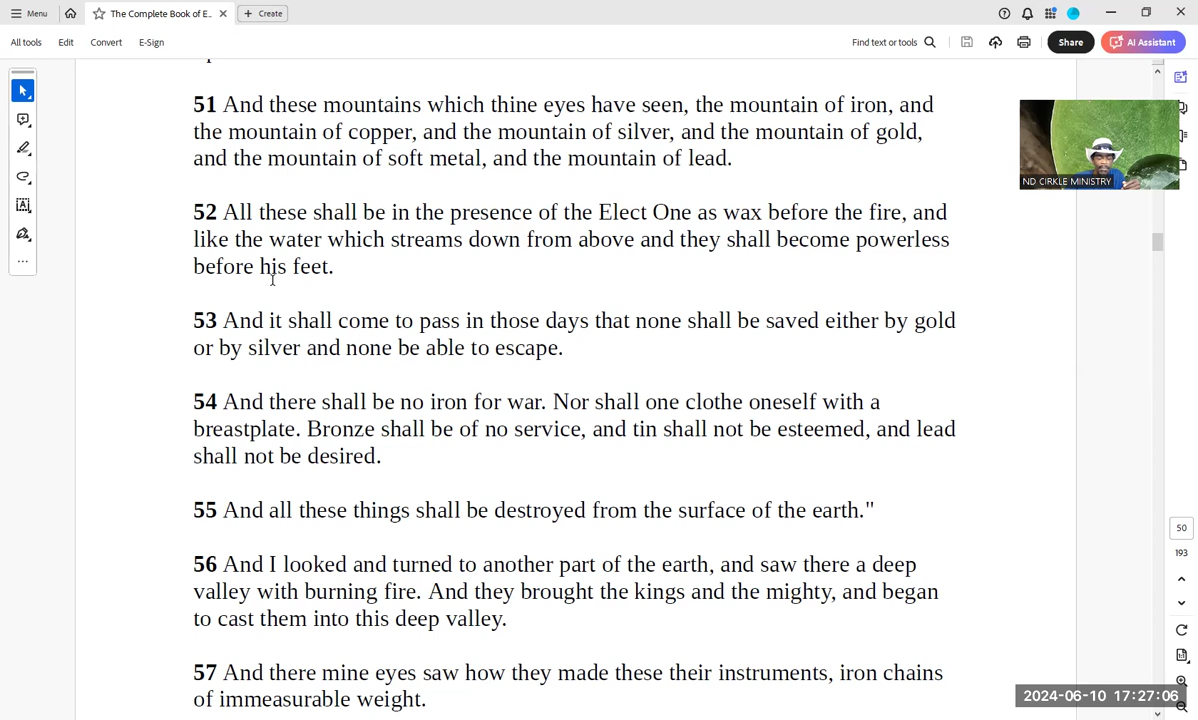 Menu
The Complete Book of E..
Create
All tools
Edit
Convert
E-Sign
Find text or tools
Share
AI Assistant
51 And these mountains which thine eyes have seen, the mountain of iron, and
the mountain of copper, and the mountain of silver, and the mountain of gold,
and the mountain of soft metal, and the mountain of lead.
ND CIRKLE MINISTRY
52 All these shall be in the presence of the Elect One as wax before the fire, and
like the water which streams down from above and they shall become powerless
before his feet.
53 And it shall come to pass in those days that none shall be saved either by gold
or by silver and none be able to escape.
54 And there shall be no iron for war. Nor shall one clothe oneself with a
breastplate. Bronze shall be of no service, and tin shall not be esteemed, and lead
shall not be desired.
55 And all these things shall be destroyed from the surface of the earth."
50
193
56 And I looked and turned to another part of the earth, and saw there a deep
valley with burning fire. And they brought the kings and the mighty, and began
to cast them into this deep valley.
57 And there mine eyes saw how they made these their instruments, iron chains
of immeasurable weight.
2024-06-10 17:27:06